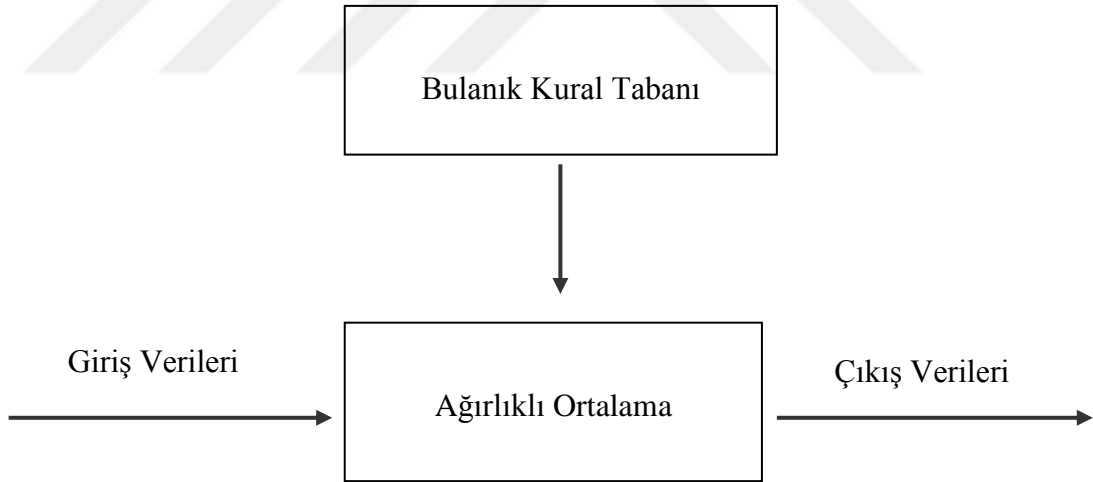 Bulanık Kural Tabanı
Giriş Verileri
Ağırlıklı Ortalama
Çıkış Verileri